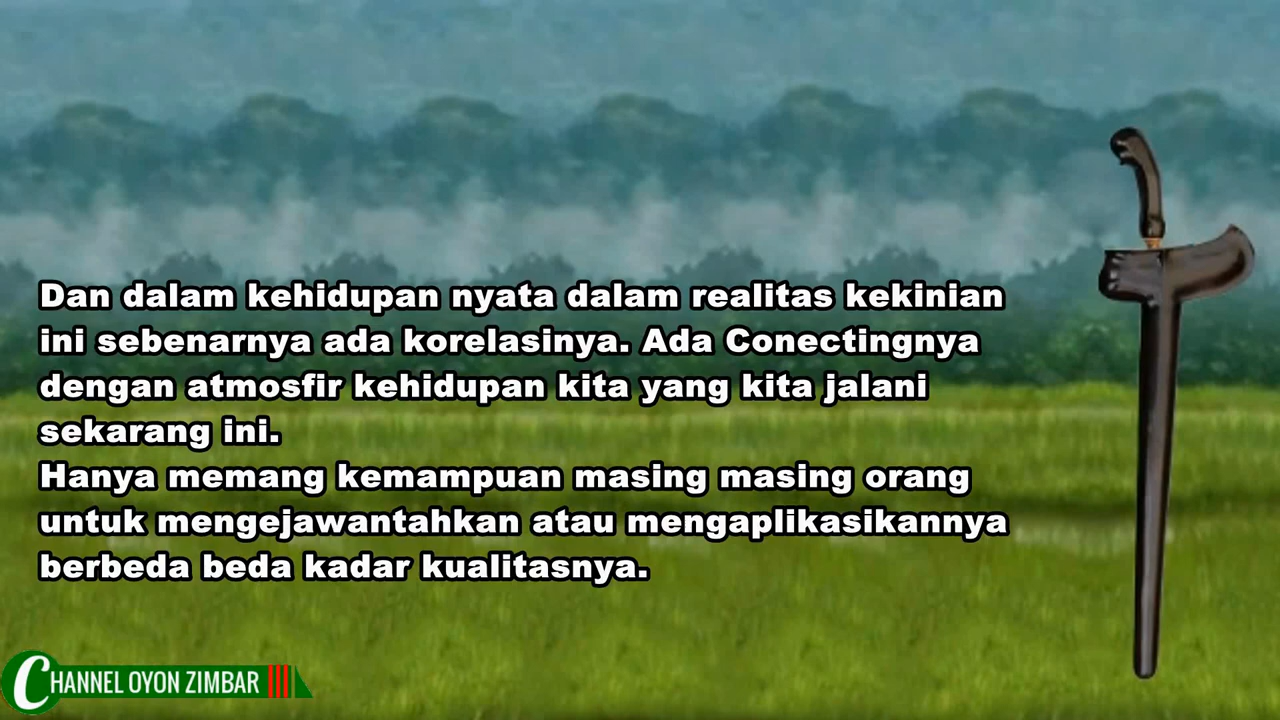 Dan dalam kehidupan nyata dalam realitas kekinian
ini sebenarnya ada korelasinya. Ada Conectingnya
dengan atmosfir kehidupan kita yang kita jalani
sekarang ini.
Hanya memang kemampuan masing masing orang
untuk mengejawantahkan atau mengaplikasikannya
berbeda beda kadar kualitasnya.
CHANNEL OYON ZIMBAR